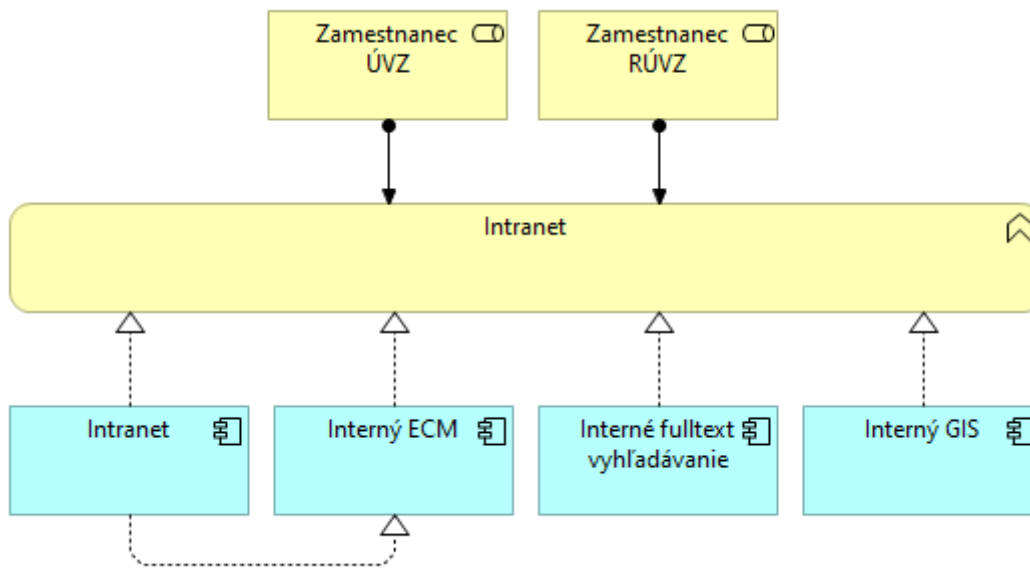 Zamestnanec
ÚVZ
Zamestnanec
RÚVZ
Intranet
Intranet
Interný ECM
Interné fulltext
vyhľadávanie
Interný GIS